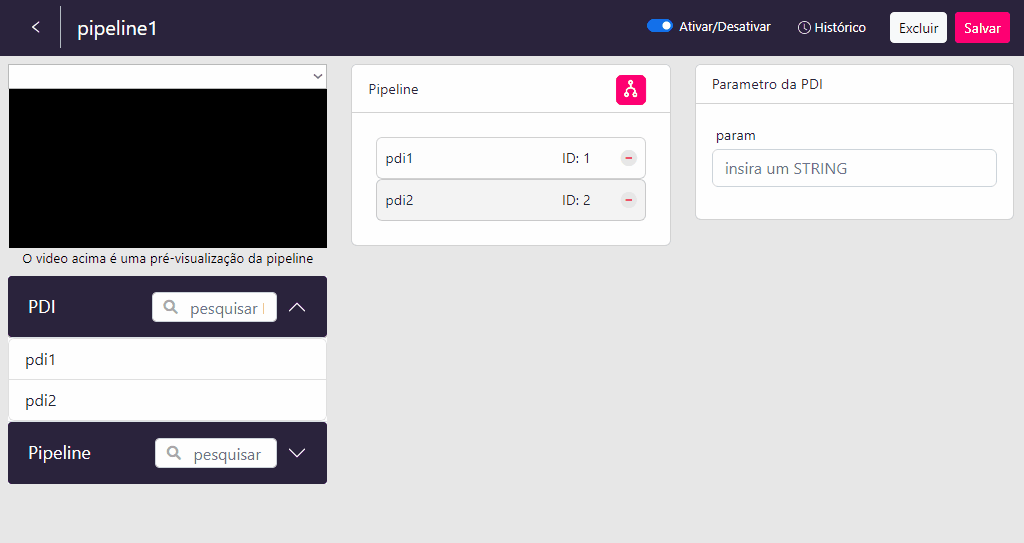 pipeline1
Ativar/Desativar
Histórico
Excluir
Salvar
O video acima é uma pré-visualização da pipeline
PDI
pesquisar
pdi1
pdi2
Pipeline
pesquisar
Pipeline
pdi1 ID: 1
pdi2 ID: 2
Parametro da PDI
param
insira um STRING